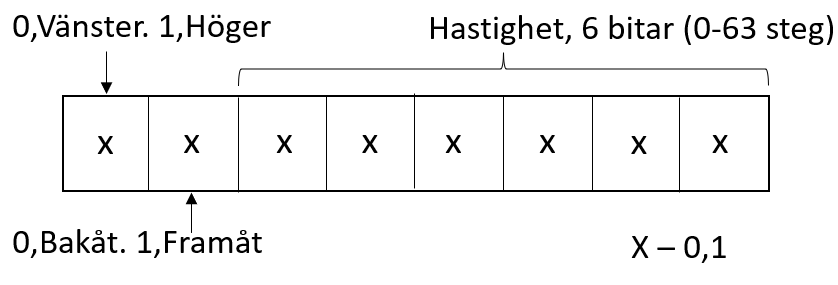 0,Vänster. 1,Höger
Hastighet, 6 bitar (0-63 steg)
x x x x x x x x
0,Bakåt. 1,Framåt
X – 0,1